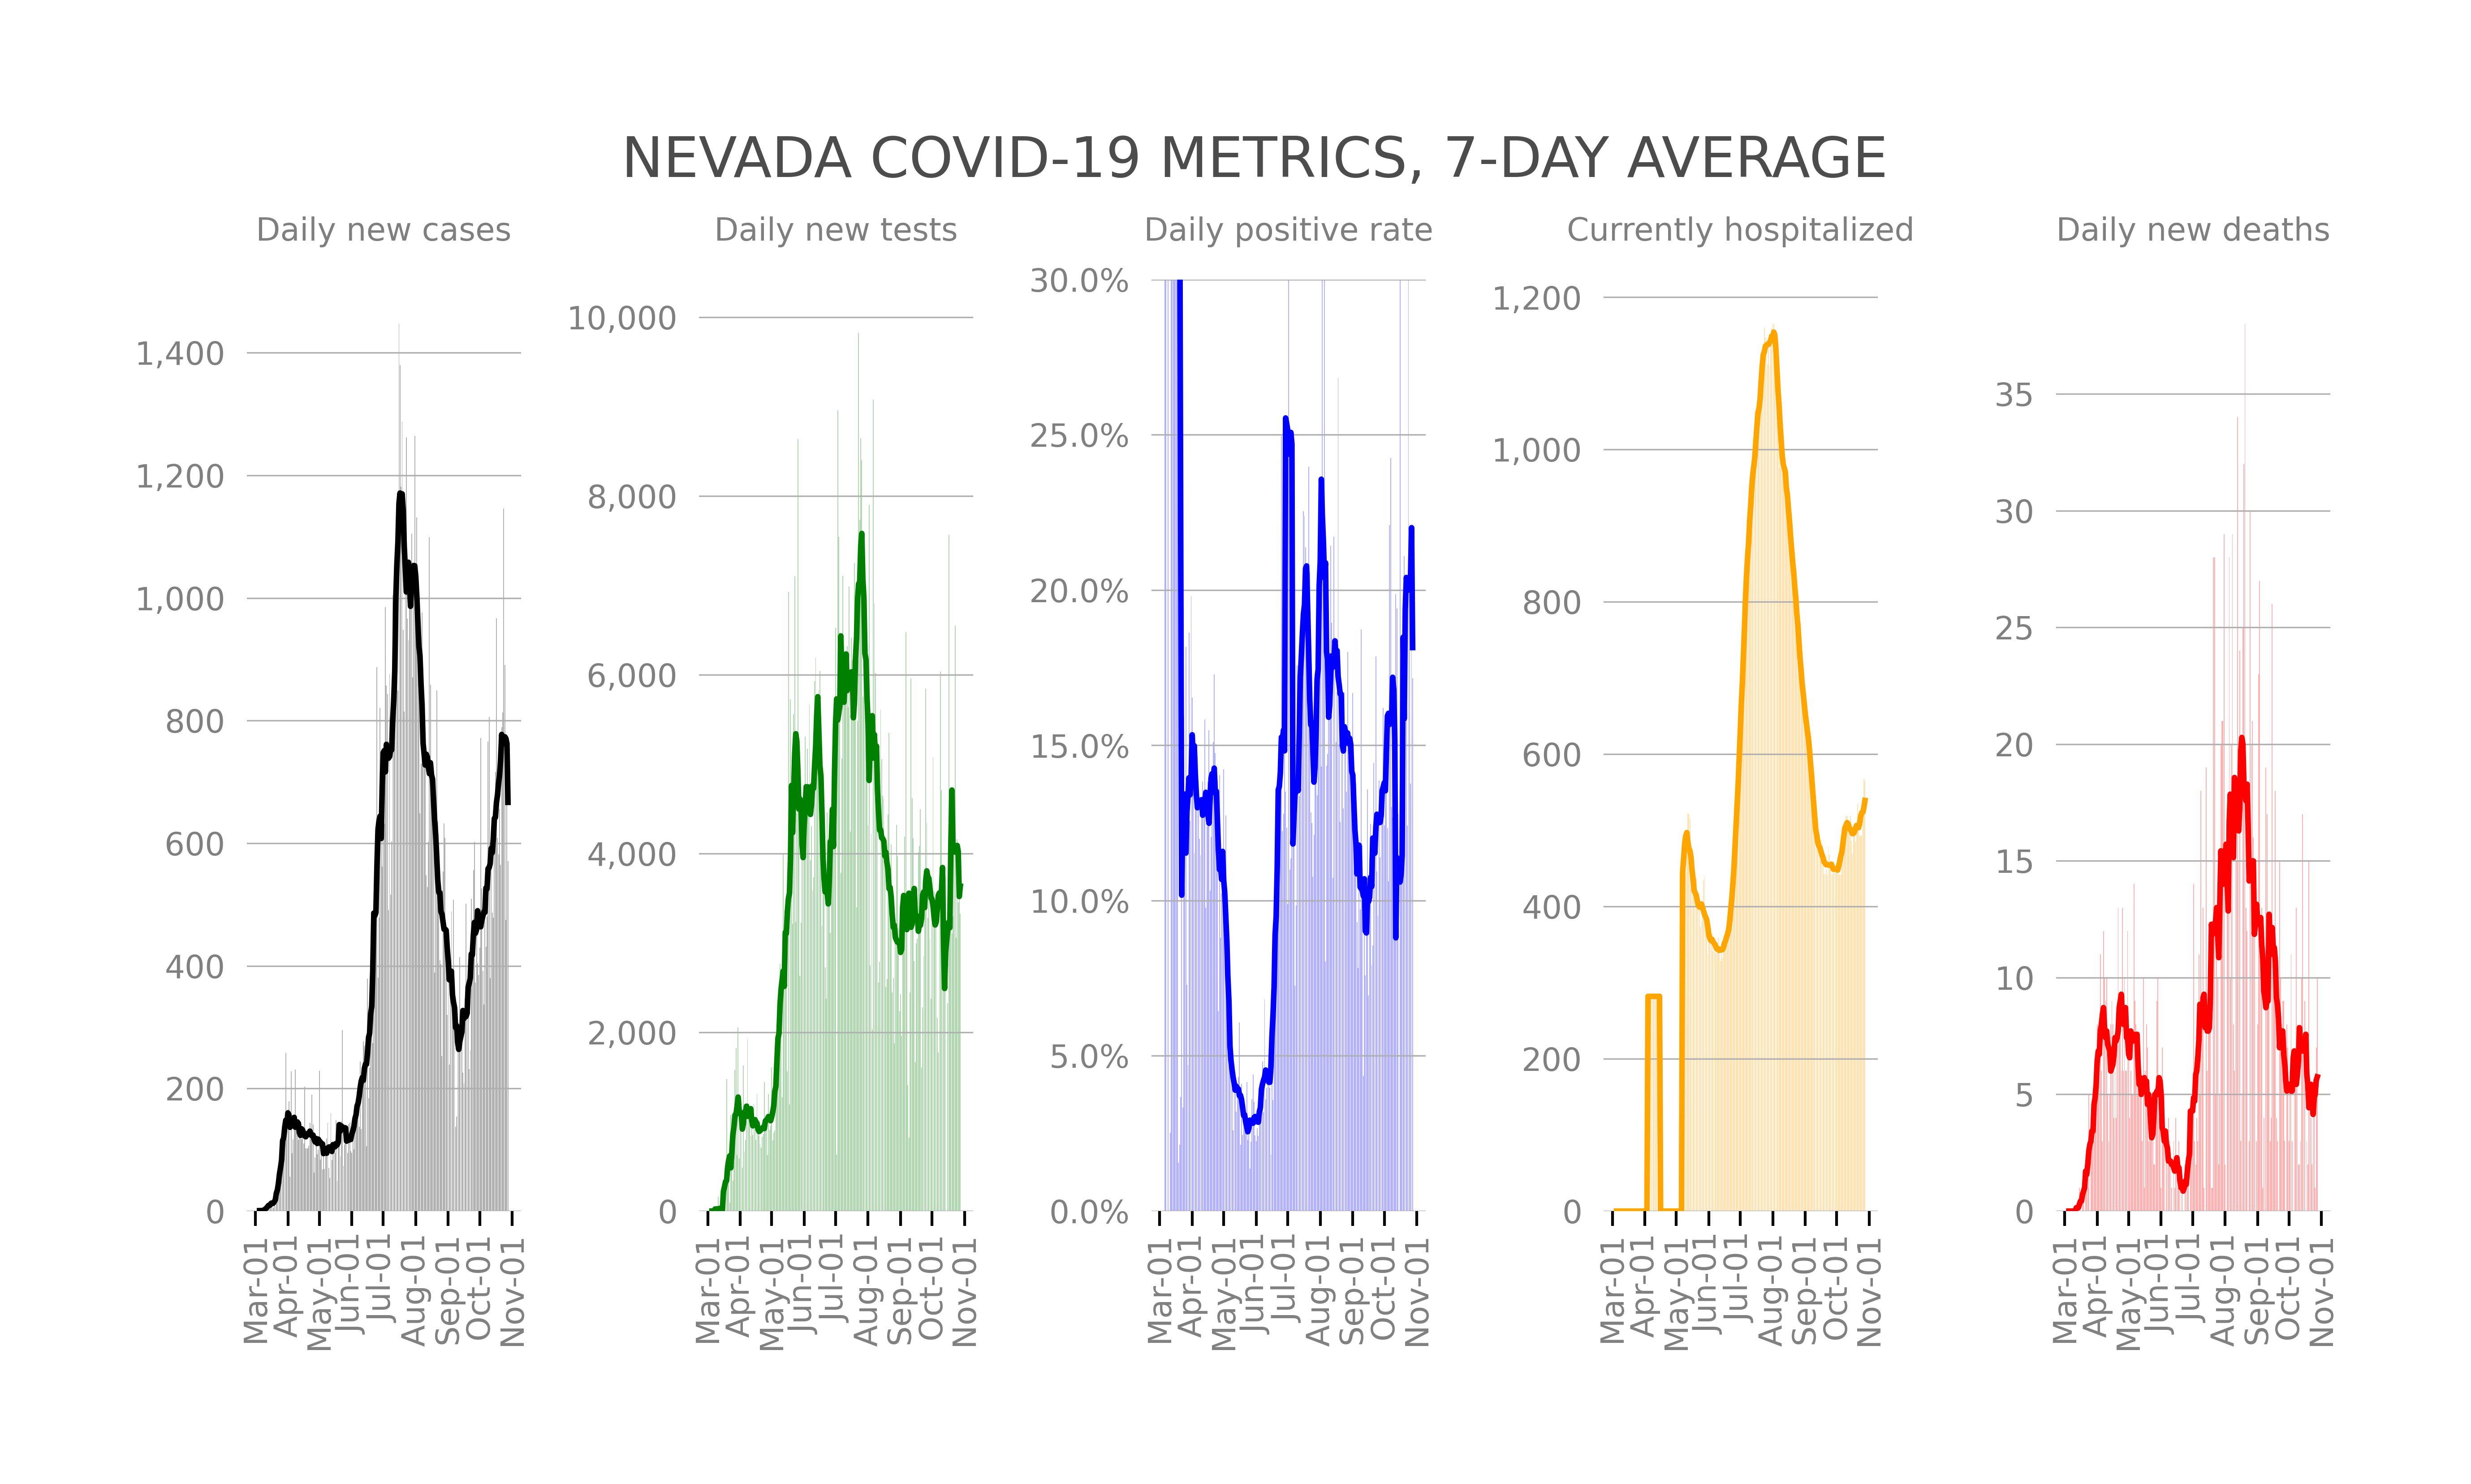 NEVADA COVID-19 METRICS, 7-DAY AVERAGE
Daily new cases
1,400
1,200
1,000
800
600
400
200
0
Mar-01
Apr-01
May-01
Jun-01
Jul-01
Aug-01
Sep-01
Oct-01
Nov-01
Daily new tests
10,000
8,000
6,000
4,000
2,000
0
Mar-01
Apr-01
May-01
Jun-01
Jul-01
Aug-01
Sep-01
Oct-01
Nov-01
Daily positive rate
30.0%
25.0%
20.0%
15.0%
10.0%
5.0%
0.0%
Mar-01
Apr-01
May-01
Jun-01
Jul-01
Aug-01
Sep-01
Oct-01
Nov-01
Currently hospitalized
1,200
1,000
800
600
400
200
0
Mar-01
Apr-01
May-01
Jun-01
Jul-01
Aug-01
Sep-01
Oct-01
Nov-01
Daily new deaths
35
30
25
20
15
10
5
0
Mar-01
Apr-01
May-01
Jun-01
Jul-01
Aug-01
Sep-01
Oct-01
Nov-01